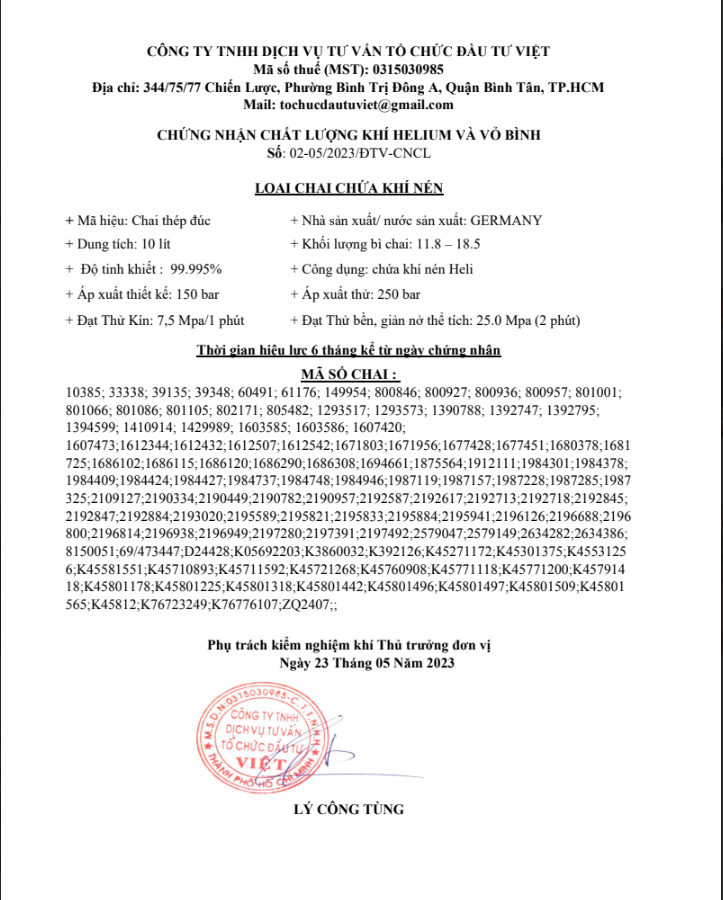 CÔNG TY TNHH DỊCH VỤ TƯ VẤN TỔ CHỨC ĐẦU TƯ VIỆT
Mã số thuế (MST): 0315030985
Địa chỉ: 344/75/77 Chiến Lược, Phường Bình Trị Đông A, Quận Bình Tân, TP.HCM
Mail: tochucdautuviet@gmail.com
CHỨNG NHẬN CHẤT LƯỢNG KHÍ HELIUM VÀ VỎ BÌNH
Số: 02-05/2023/ĐTV-CNCL
LOẠI CHAI CHỨA KHÍ NÉN
+ Mã hiệu: Chai thép đúc + Nhà sản xuất/ nước sản xuất: GERMANY
+ Dung tích: 10 lít + Khối lượng bì chai: 11.8 – 18.5
+ Độ tinh khiết : 99.995% + Công dụng: chứa khí nén Heli
+ Áp xuất thiết kế: 150 bar + Áp xuất thử: 250 bar
+ Đạt Thử Kín: 7,5 Mpa/1 phút + Đạt Thử bền, giản nở thể tích: 25.0 Mpa (2 phút)
Thời gian hiệu lực 6 tháng kể từ ngày chứng nhận
MÃ SỐ CHAI :
10385; 33338; 39135; 39348; 60491; 61176; 149954; 800846; 800927; 800936; 800957; 801001;
801066; 801086; 801105; 802171; 805482; 1293517; 1293573; 1390788; 1392747; 1392795;
1394599; 1410914; 1429989; 1603585; 1603586; 1607420;
1607473;1612344;1612432;1612507;1612542;1671803;1671956;1677428;1677451;1680378;1681
725;1686102;1686115;1686120;1686290;1686308;1694661;1875564;1912111;1984301;1984378;
1984409;1984424;1984427;1984737;1984748;1984946;1987119;1987157;1987228;1987285;1987
325;2109127;2190334;2190449;2190782;2190957;2192587;2192617;2192713;2192718;2192845;
2192847;2192884;2193020;2195589;2195821;2195833;2195884;2195941;2196126;2196688;2196
800;2196814;2196938;2196949;2197280;2197391;2197492;2579047;2579149;2634282;2634386;
8150051;69/473447;D24428;K05692203;K3860032;K392126;K45271172;K45301375;K4553125
6;K45581551;K45710893;K45711592;K45721268;K45760908;K45771118;K45771200;K457914
18;K45801178;K45801225;K45801318;K45801442;K45801496;K45801497;K45801509;K45801
565;K45812;K76723249;K76776107;ZQ2407;;
Phụ trách kiểm nghiệm khí Thủ trưởng đơn vị
Ngày 23 Tháng 05 Năm 2023
M.S.D.N:0315030985-C.T.T.N.H.H
CÔNG TY TNHH
DỊCH VỤ TƯ VẤN
TỔ CHỨC ĐẦU TƯ
VIỆT
THÀNH PHỐ HỒ CHÍ MINH
LÝ CÔNG TÙNG